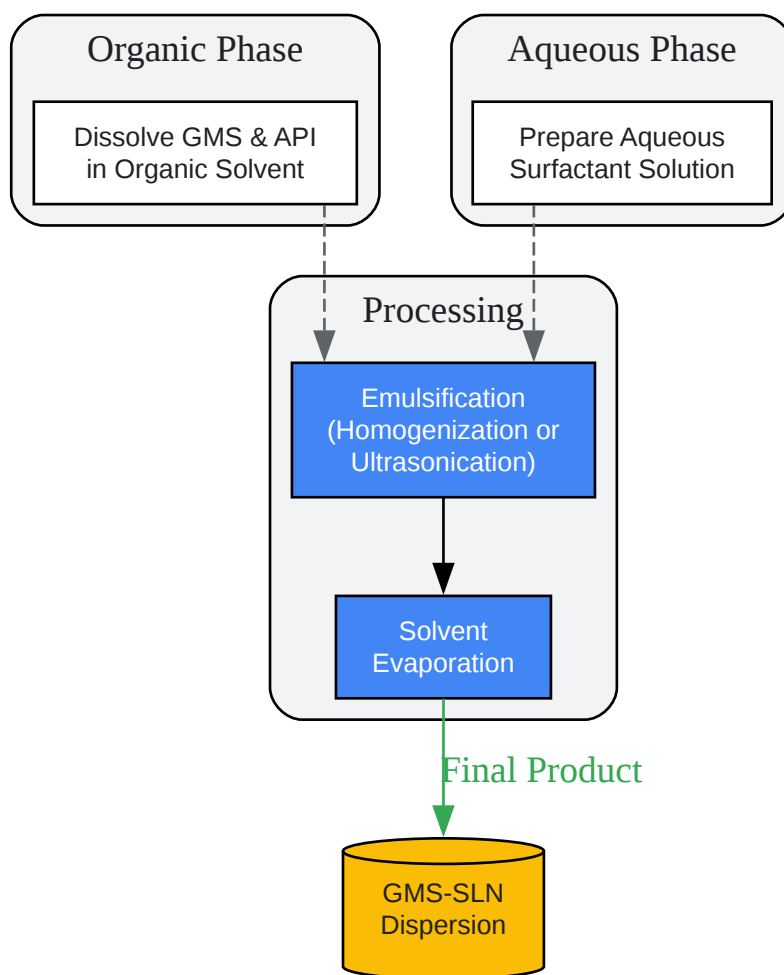 Organic Phase
Dissolve GMS & API
in Organic Solvent
Aqueous Phase
Prepare Aqueous
Surfactant Solution
Processing
Emulsification
(Homogenization or
Ultrasonication)
Solvent
Evaporation
Final Product
GMS-SLN
Dispersion